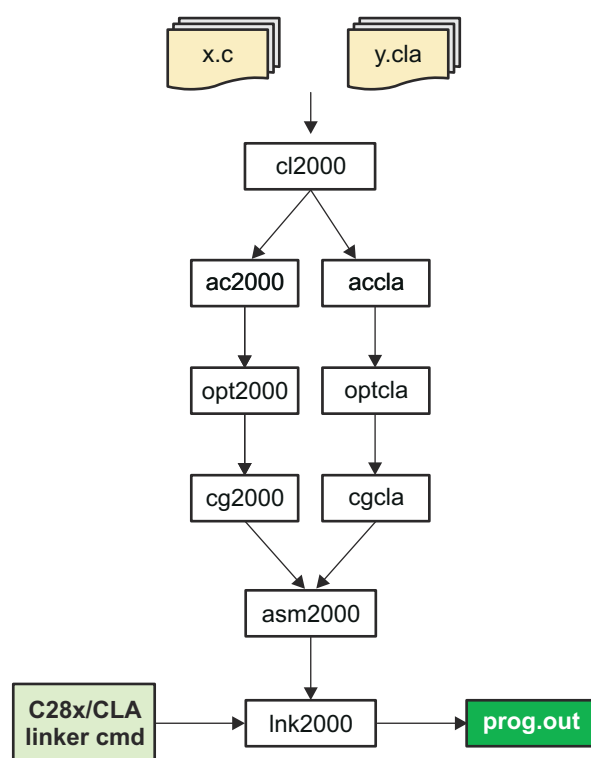 x.c
y.cla
cl2000
ac2000
accla
opt2000
optcla
cg2000
cgcla
asm2000
C28x/CLA
linker cmd
lnk2000
prog.out